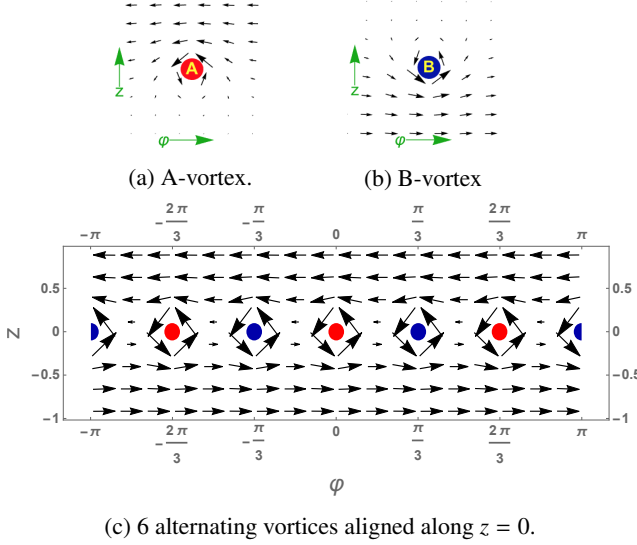 A
B
z
z
φ
φ
(a) A-vortex.
(b) B-vortex
-π
-2π/3
-π/3
0
π/3
2π/3
π
0.5
0
-0.5
-1
z
0.5
0
-0.5
-1
-π
-2π/3
-π/3
0
π/3
2π/3
π
φ
(c) 6 alternating vortices aligned along z = 0.